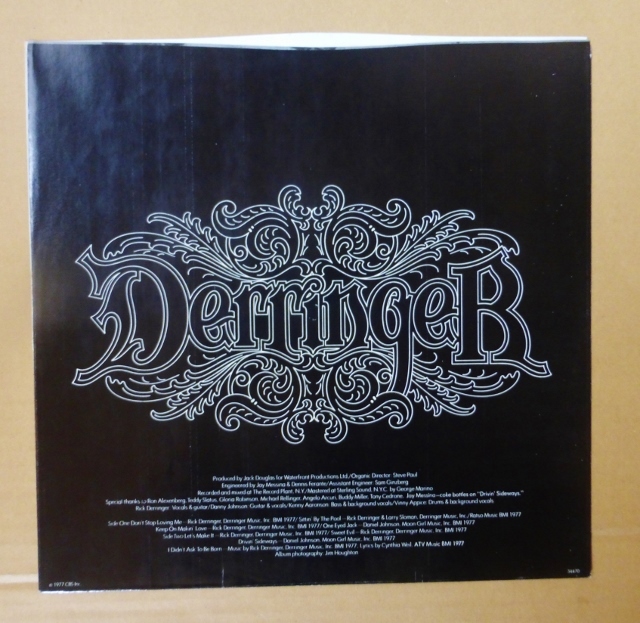 Derringer
Produced by Jack Douglas for Waterfront Productions Ltd./Organic Director: Steve Paul
Engineered by Jay Messina & Dennis Ferrante/Assistant Engineer: Sam Ginsberg
Recorded and mixed at The Record Plant, N.Y./Mastered at Sterling Sound, N.Y.C. by George Marino
Special thanks Ron Alexenberg, Teddy Slatus, Gloria Robinson, Michael Reilinger, Angelo Arcuri, Buddy Miller, Tony Cedrone. Jay Messina—coke bottles on "Drivin' Sideways."
Rick Derringer: Vocals & guitar/Danny Johnson: Guitar & vocals/Kenny Aaronson: Bass & background vocals/Vinny Appice: Drums & background vocals.
Side One: Don't Stop Loving Me - Rick Derringer, Derringer Music, Inc. BMI 1977/ Sittin' By The Pool - Rick Derringer & Larry Sloman, Derringer Music, Inc./Ratso Music BMI 1977
Keep On Makin' Love - Rick Derringer, Derringer Music, Inc. BMI 1977/ One Eyed Jack - Daniel Johnson, Moon Girl Music, Inc. BMI 1977
Side Two: Let's Make It - Rick Derringer, Derringer Music, Inc. BMI 1977/ Sweet Evil - Rick Derringer, Derringer Music, Inc. BMI 1977
Drivin' Sideways - Daniel Johnson, Moon Girl Music, Inc. BMI 1977
I Didn't Ask To Be Born - Music by Rick Derringer, Derringer Music, Inc. BMI 1977, Lyrics by Cynthia Weil, ATV Music BMI 1977
Album photography: Jim Houghton
© 1977 CBS Inc.
34470